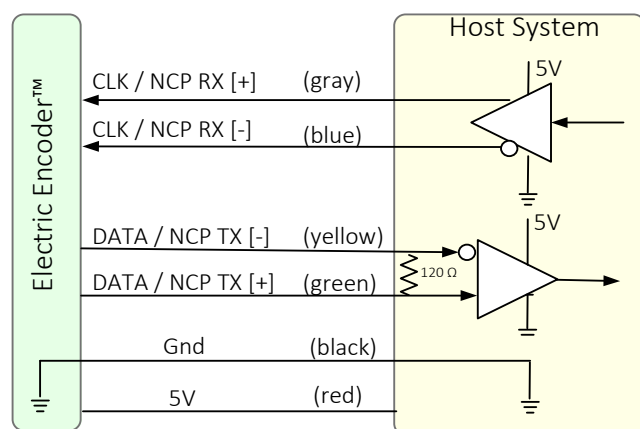 Host System
5V
CLK / NCP RX [+] (gray)
CLK / NCP RX [-] (blue)
Electric Encoder™
5V
DATA / NCP TX [-] (yellow)
120 Ω
DATA / NCP TX [+] (green)
Gnd (black)
5V (red)